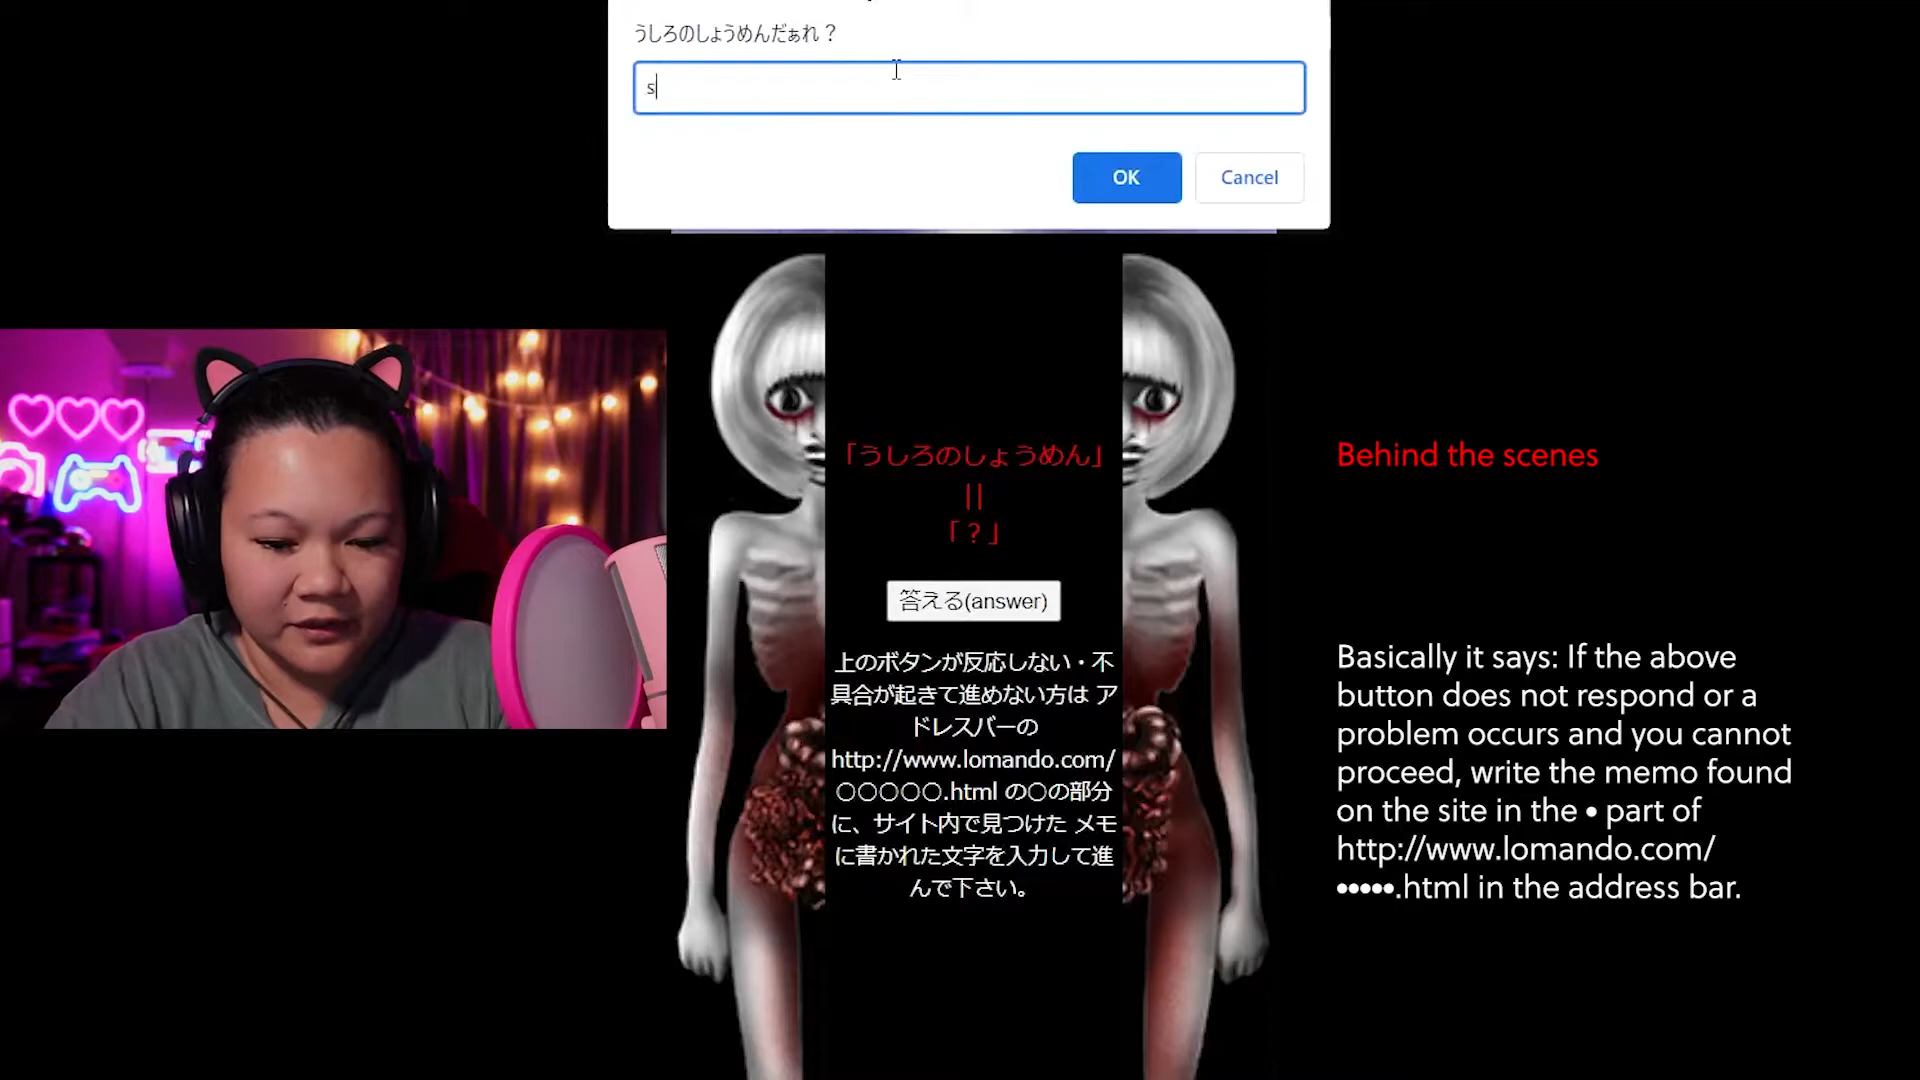 うしろのしょうめんだぁれ？
s
OK
Cancel
「うしろのしょうめん」
||
「？」
答える(answer)
上のボタンが反応しない・不
具合が起きて進めない方は ア
ドレスバーの
http://www.lomando.com/
〇〇〇〇〇.html の〇の部分
に、サイト内で見つけた メモ
に書かれた文字を入力して進
んで下さい。
Behind the scenes
Basically it says: If the above
button does not respond or a
problem occurs and you cannot
proceed, write the memo found
on the site in the • part of
http://www.lomando.com/
•••••.html in the address bar.